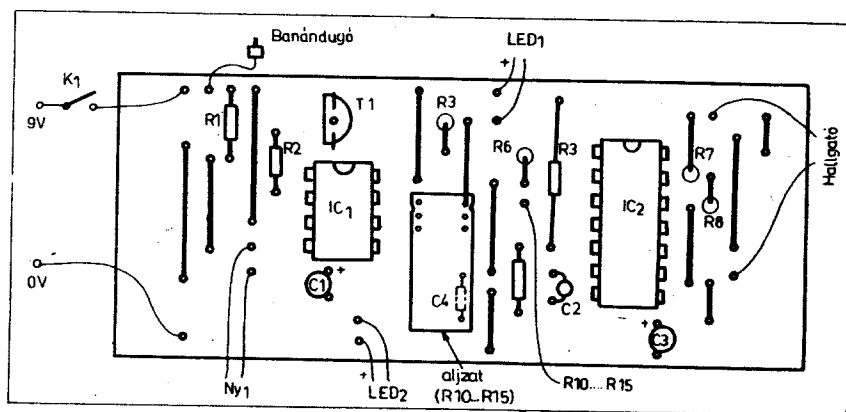 Banándugó
LED1
K1
9V
R1
T1
R3
R2
R6
R3
R7
Hallgató
IC1
IC2
R8
0V
C1
C4
C2
C3
Ny1
LED2
aljzat
(R10...R15)
R10....R15